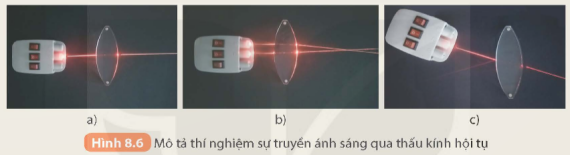 a)
b)
c)
Hình 8.6 Mô tả thí nghiệm sự truyền ánh sáng qua thấu kính hội tụ